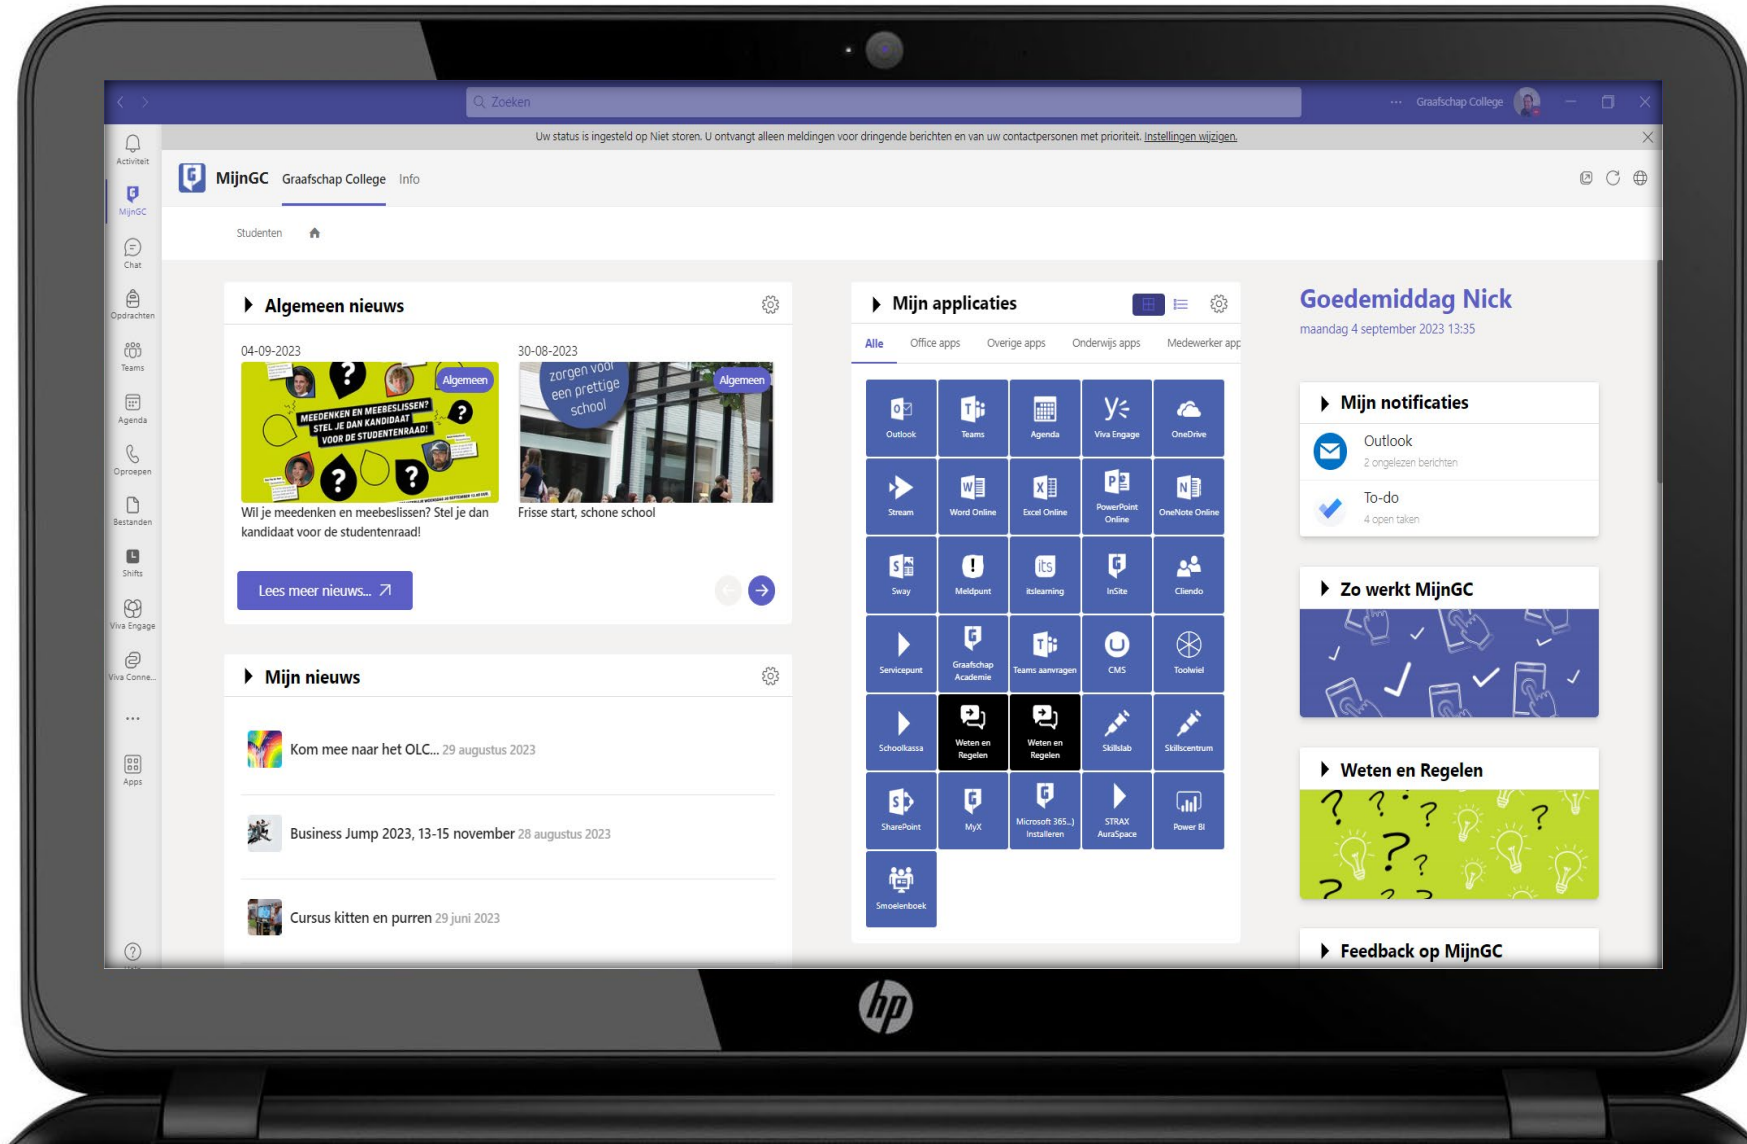 Zoeken
Graafschap College
Uw status is ingesteld op Niet storen. U ontvangt alleen meldingen voor dringende berichten en van uw contactpersonen met prioriteit. Instellingen wijzigen.
Activiteit
MijnGC
Chat
Opdrachten
Teams
Agenda
Oproepen
Bestanden
Shifts
Viva Engage
Viva Conne...
Apps
MijnGC Graafschap College Info
Studenten
Algemeen nieuws
04-09-2023
Algemeen
MEEDENKEN EN MEEBESLISSEN?
STEL JE DAN KANDIDAAT
VOOR DE STUDENTENRAAD!
Wil je meedenken en meebeslissen? Stel je dan
kandidaat voor de studentenraad!
30-08-2023
zorgen voor
een prettige
school
Algemeen
Frisse start, schone school
Lees meer nieuws...
Mijn nieuws
Kom mee naar het OLC... 29 augustus 2023
Business Jump 2023, 13-15 november 28 augustus 2023
Cursus kitten en purren 29 juni 2023
Mijn applicaties
Alle Office apps Overige apps Onderwijs apps Medewerker app
Outlook
Teams
Agenda
Viva Engage
OneDrive
Stream
Word Online
Excel Online
PowerPoint
Online
OneNote Online
Sway
Meldpunt
its
itslearning
InSite
Cliendo
Servicepunt
Graafschap
Academie
Teams aanvragen
CMS
Toolwiel
Schoolkassa
Weten en
Regelen
Weten en
Regelen
Skillslab
Skillscentrum
SharePoint
MyX
Microsoft 365...)
Installeren
STRAX
AuraSpace
Power BI
Smoelenboek
Goedemiddag Nick
maandag 4 september 2023 13:35
Mijn notificaties
Outlook
2 ongelezen berichten
To-do
4 open taken
Zo werkt MijnGC
Weten en Regelen
Feedback op MijnGC
hp